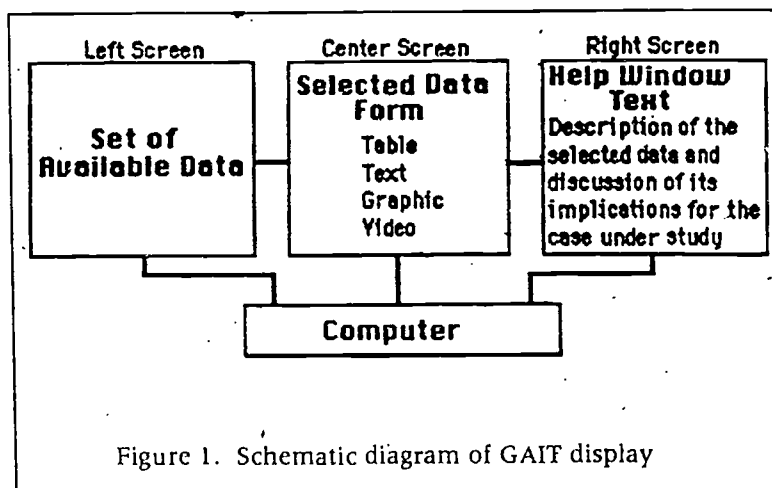 Left Screen
Center Screen
Right Screen
Set of
Available Data
Selected Data
Form
Table
Text
Graphic
Video
Help Window
Text
Description of the
selected data and
discussion of its
implications for the
case under study
Computer
Figure 1. Schematic diagram of GAIT display